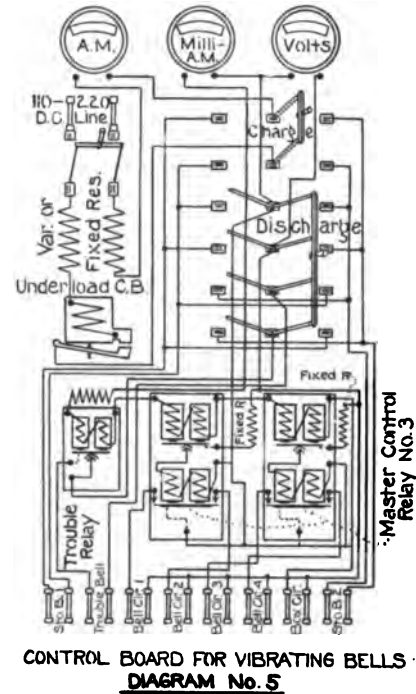 A.M.
Milli-
A.M.
Volts
110- 220
D.C. Line
Charge
Var. or
Fixed Res.
Discharge
Underload C.B.
Fixed R.
Fixed R
Master Control
Relay No.3
Trouble
Relay
Sto B.
Trouble Bell
Bell Cir. 1
Bell Cir. 2
Bell Cir. 3
Bell Cir. 4
Bell Cir.
Sto B.
CONTROL BOARD FOR VIBRATING BELLS
DIAGRAM No. 5